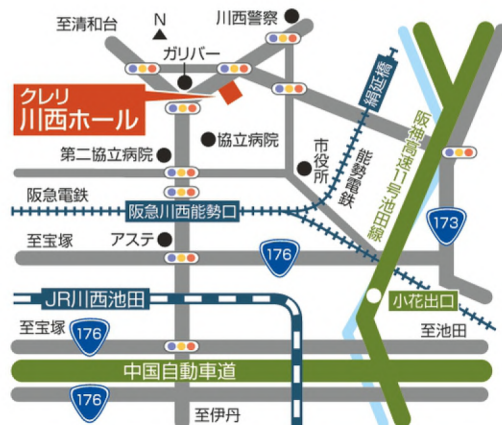 至清和台
N
川西警察
ガリバー
クレリ
川西ホール
協立病院
第二協立病院
市役所
絹延橋
能勢電鉄
阪神高速11号池田線
173
阪急電鉄
阪急川西能勢口
至宝塚
アステ
176
JR川西池田
小花出口
至宝塚
176
至池田
中国自動車道
176
至伊丹